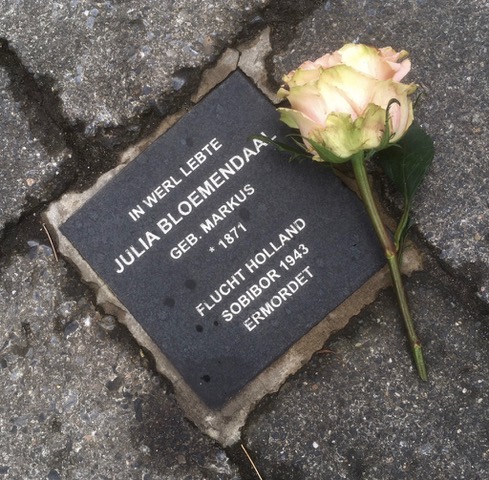 IN WERL LEBTE
JULIA BLOEMENDAAL
GEB. MARKUS
* 1871
FLUCHT HOLLAND
SOBIBOR 1943
ERMORDET